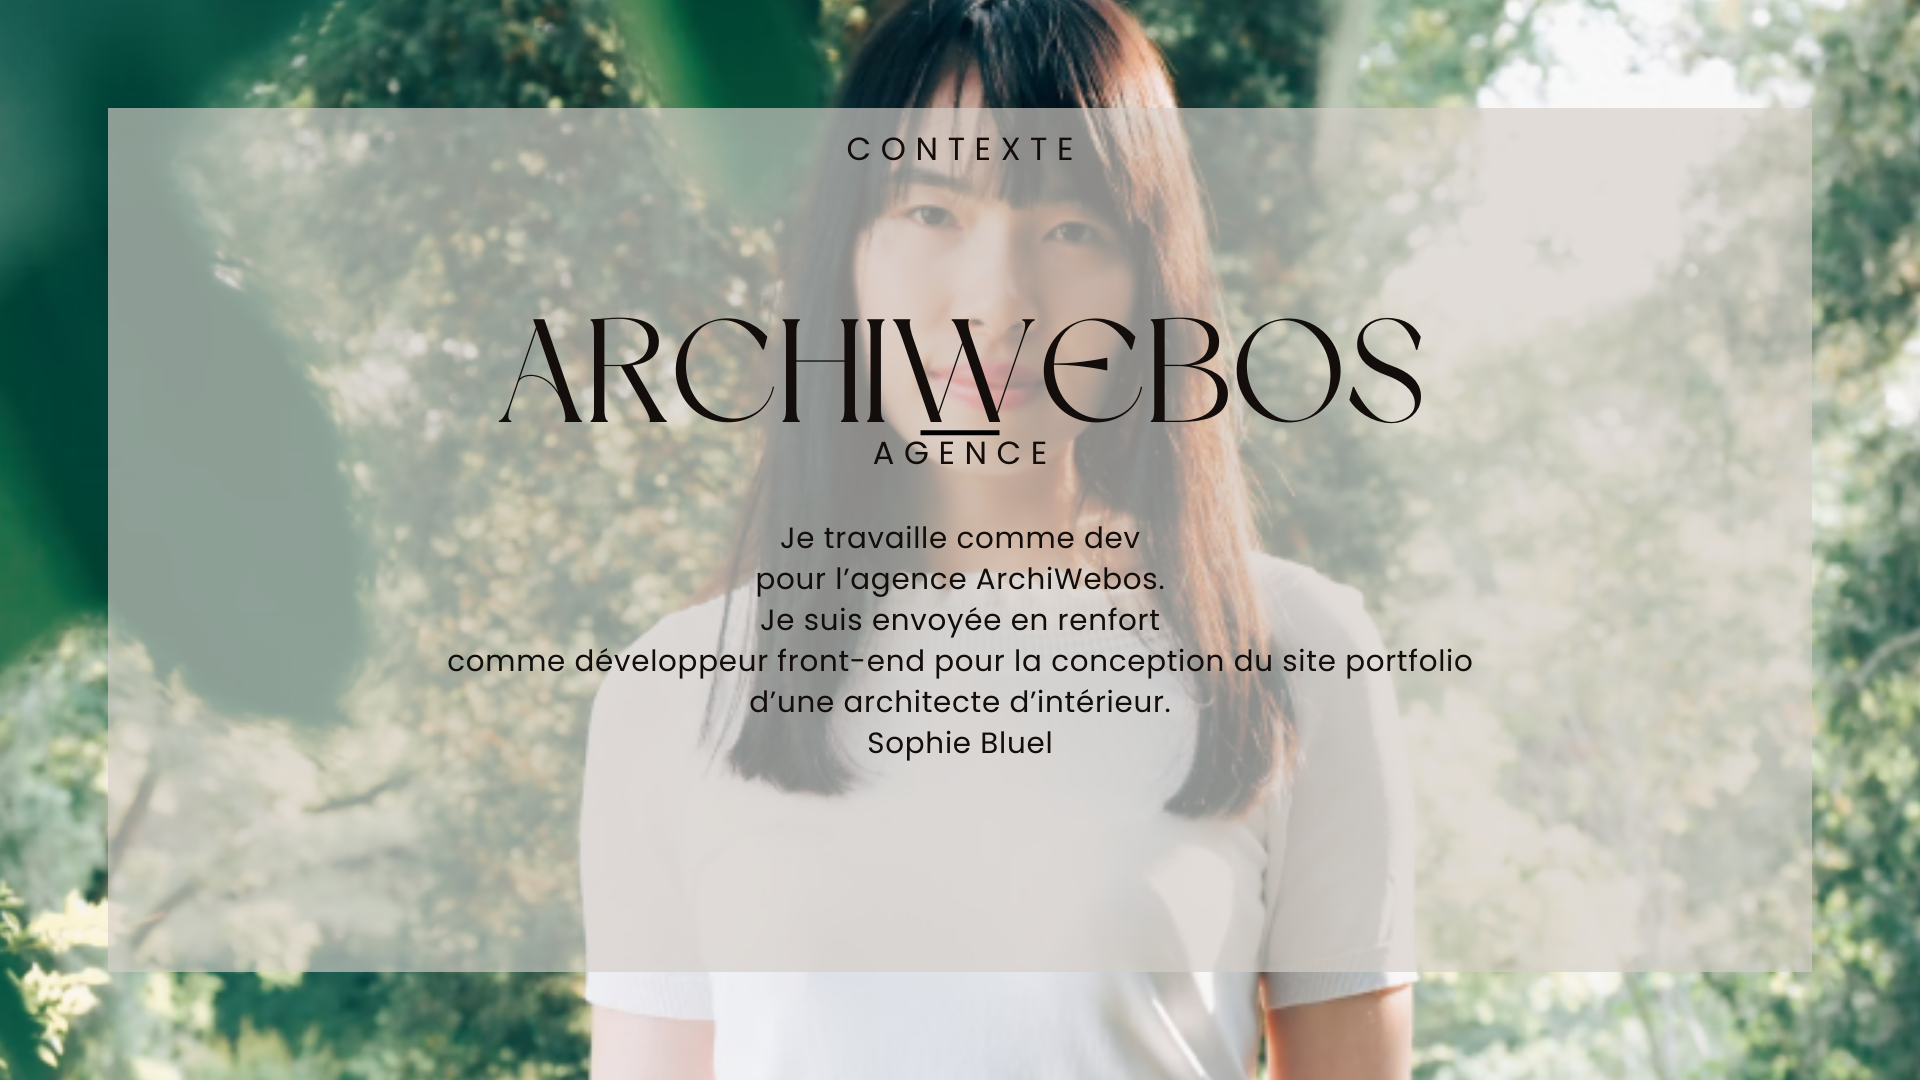 CONTEXTE
ARCHIWEBOS
AGENCE
Je travaille comme dev
pour l’agence ArchiWebos.
Je suis envoyée en renfort
comme développeur front-end pour la conception du site portfolio
d’une architecte d’intérieur.
Sophie Bluel